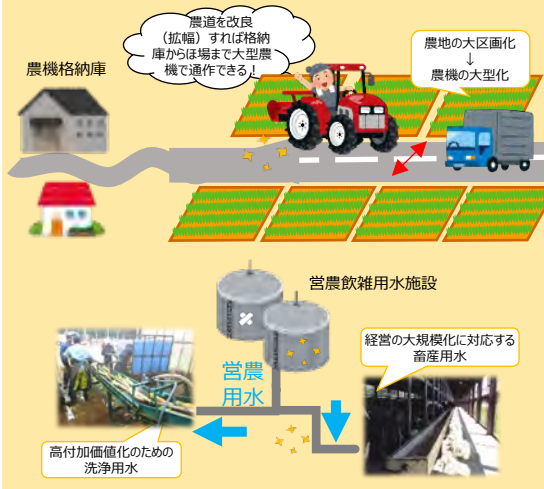 農道を改良
（拡幅）すれば格納
庫からほ場まで大型農
機で通作できる！
農機格納庫
農地の大区画化
↓
農機の大型化
営農飲雑用水施設
経営の大規模化に対応する
畜産用水
営農
用水
高付加価値化のための
洗浄用水